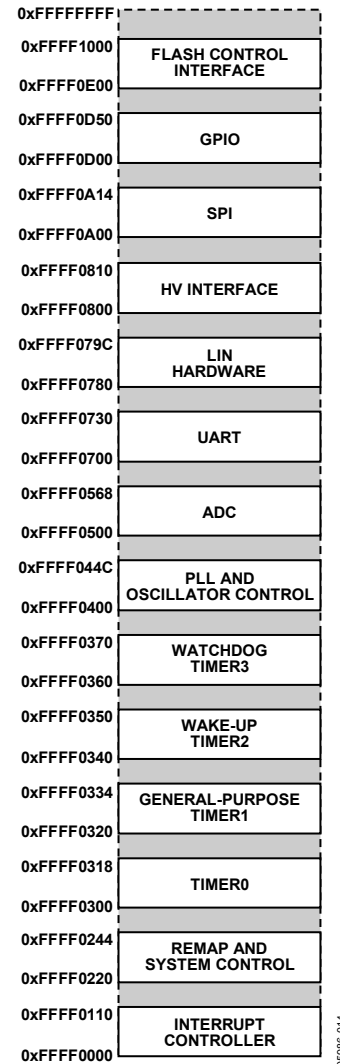 0xFFFFFFFF
0xFFFF1000
FLASH CONTROL
INTERFACE
0xFFFF0E00
0xFFFF0D50
GPIO
0xFFFF0D00
0xFFFF0A14
SPI
0xFFFF0A00
0xFFFF0810
HV INTERFACE
0xFFFF0800
0xFFFF079C
LIN
HARDWARE
0xFFFF0780
0xFFFF0730
UART
0xFFFF0700
0xFFFF0568
ADC
0xFFFF0500
0xFFFF044C
PLL AND
OSCILLATOR CONTROL
0xFFFF0400
0xFFFF0370
WATCHDOG
TIMER3
0xFFFF0360
0xFFFF0350
WAKE-UP
TIMER2
0xFFFF0340
0xFFFF0334
GENERAL-PURPOSE
TIMER1
0xFFFF0320
0xFFFF0318
TIMER0
0xFFFF0300
0xFFFF0244
REMAP AND
SYSTEM CONTROL
0xFFFF0220
0xFFFF0110
INTERRUPT
CONTROLLER
0xFFFF0000